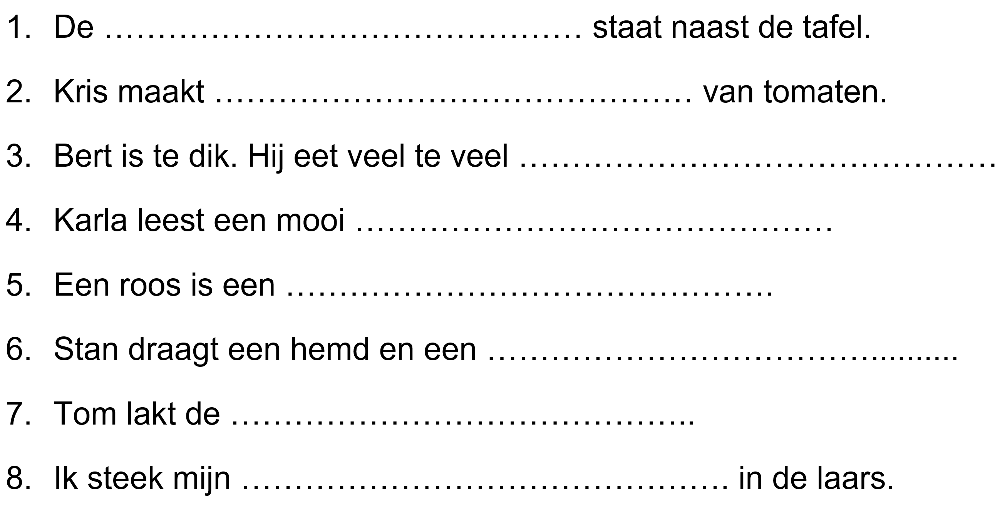 1. De ………………………………………. staat naast de tafel.
2. Kris maakt ………………………………………. van tomaten.
3. Bert is te dik. Hij eet veel te veel ……………………………………….
4. Karla leest een mooi ……………………………………….
5. Een roos is een ………………………………………..
6. Stan draagt een hemd en een ……………………………….........
7. Tom lakt de ……………………………………..
8. Ik steek mijn ……………………………………….. in de laars.